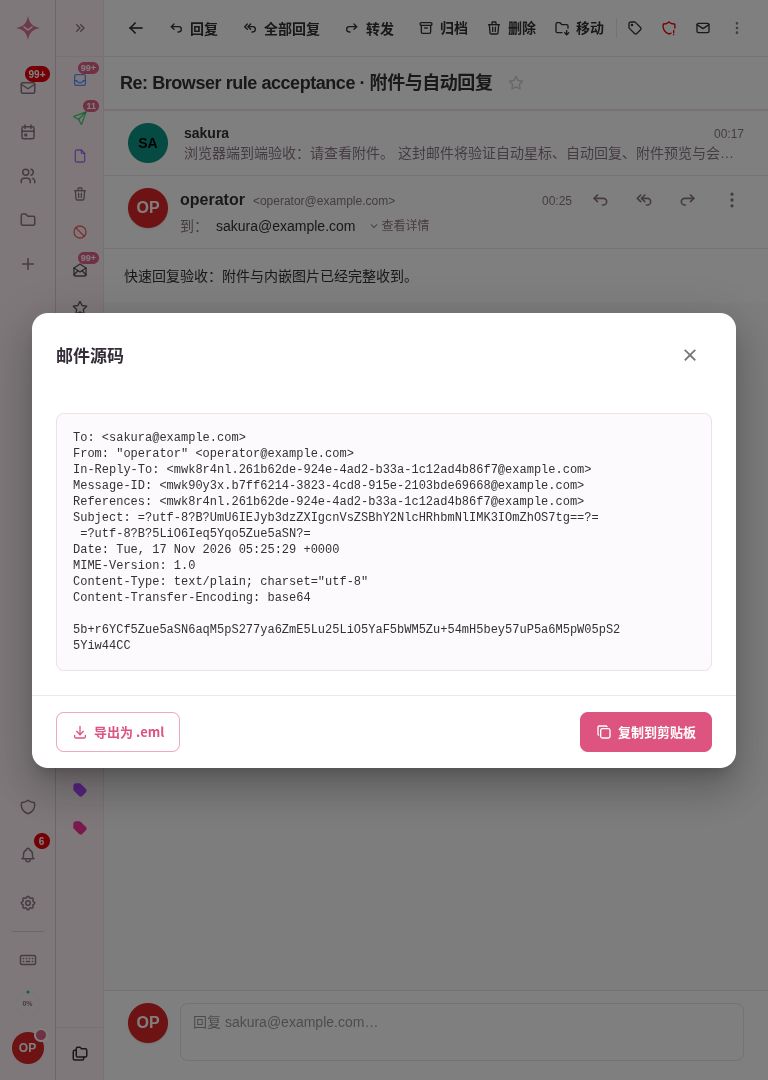 99+
回复
全部回复
转发
归档
删除
移动
99+
11
99+
Re: Browser rule acceptance · 附件与自动回复
SA
sakura
00:17
浏览器端到端验收：请查看附件。 这封邮件将验证自动星标、自动回复、附件预览与会…
OP
operator <operator@example.com>
00:25
到： sakura@example.com
查看详情
快速回复验收：附件与内嵌图片已经完整收到。
邮件源码
To: <sakura@example.com>
From: "operator" <operator@example.com>
In-Reply-To: <mwk8r4nl.261b62de-924e-4ad2-b33a-1c12ad4b86f7@example.com>
Message-ID: <mwk90y3x.b7ff6214-3823-4cd8-915e-2103bde69668@example.com>
References: <mwk8r4nl.261b62de-924e-4ad2-b33a-1c12ad4b86f7@example.com>
Subject: =?utf-8?B?UmU6IEJyb3dzZXIgcnVsZSBhY2NlcHRhbmNlIMK3IOmZhOS7tg==?=
 =?utf-8?B?5LiO6Ieq5Yqo5Zue5aSN?=
Date: Tue, 17 Nov 2026 05:25:29 +0000
MIME-Version: 1.0
Content-Type: text/plain; charset="utf-8"
Content-Transfer-Encoding: base64
5b+r6YCf5Zue5aSN6aqM5pS277ya6ZmE5Lu25LiO5YaF5bWM5Zu+54mH5bey57uP5a6M5pW05pS2
5Yiw44CC
导出为 .eml
复制到剪贴板
6
0%
OP
OP
回复 sakura@example.com…